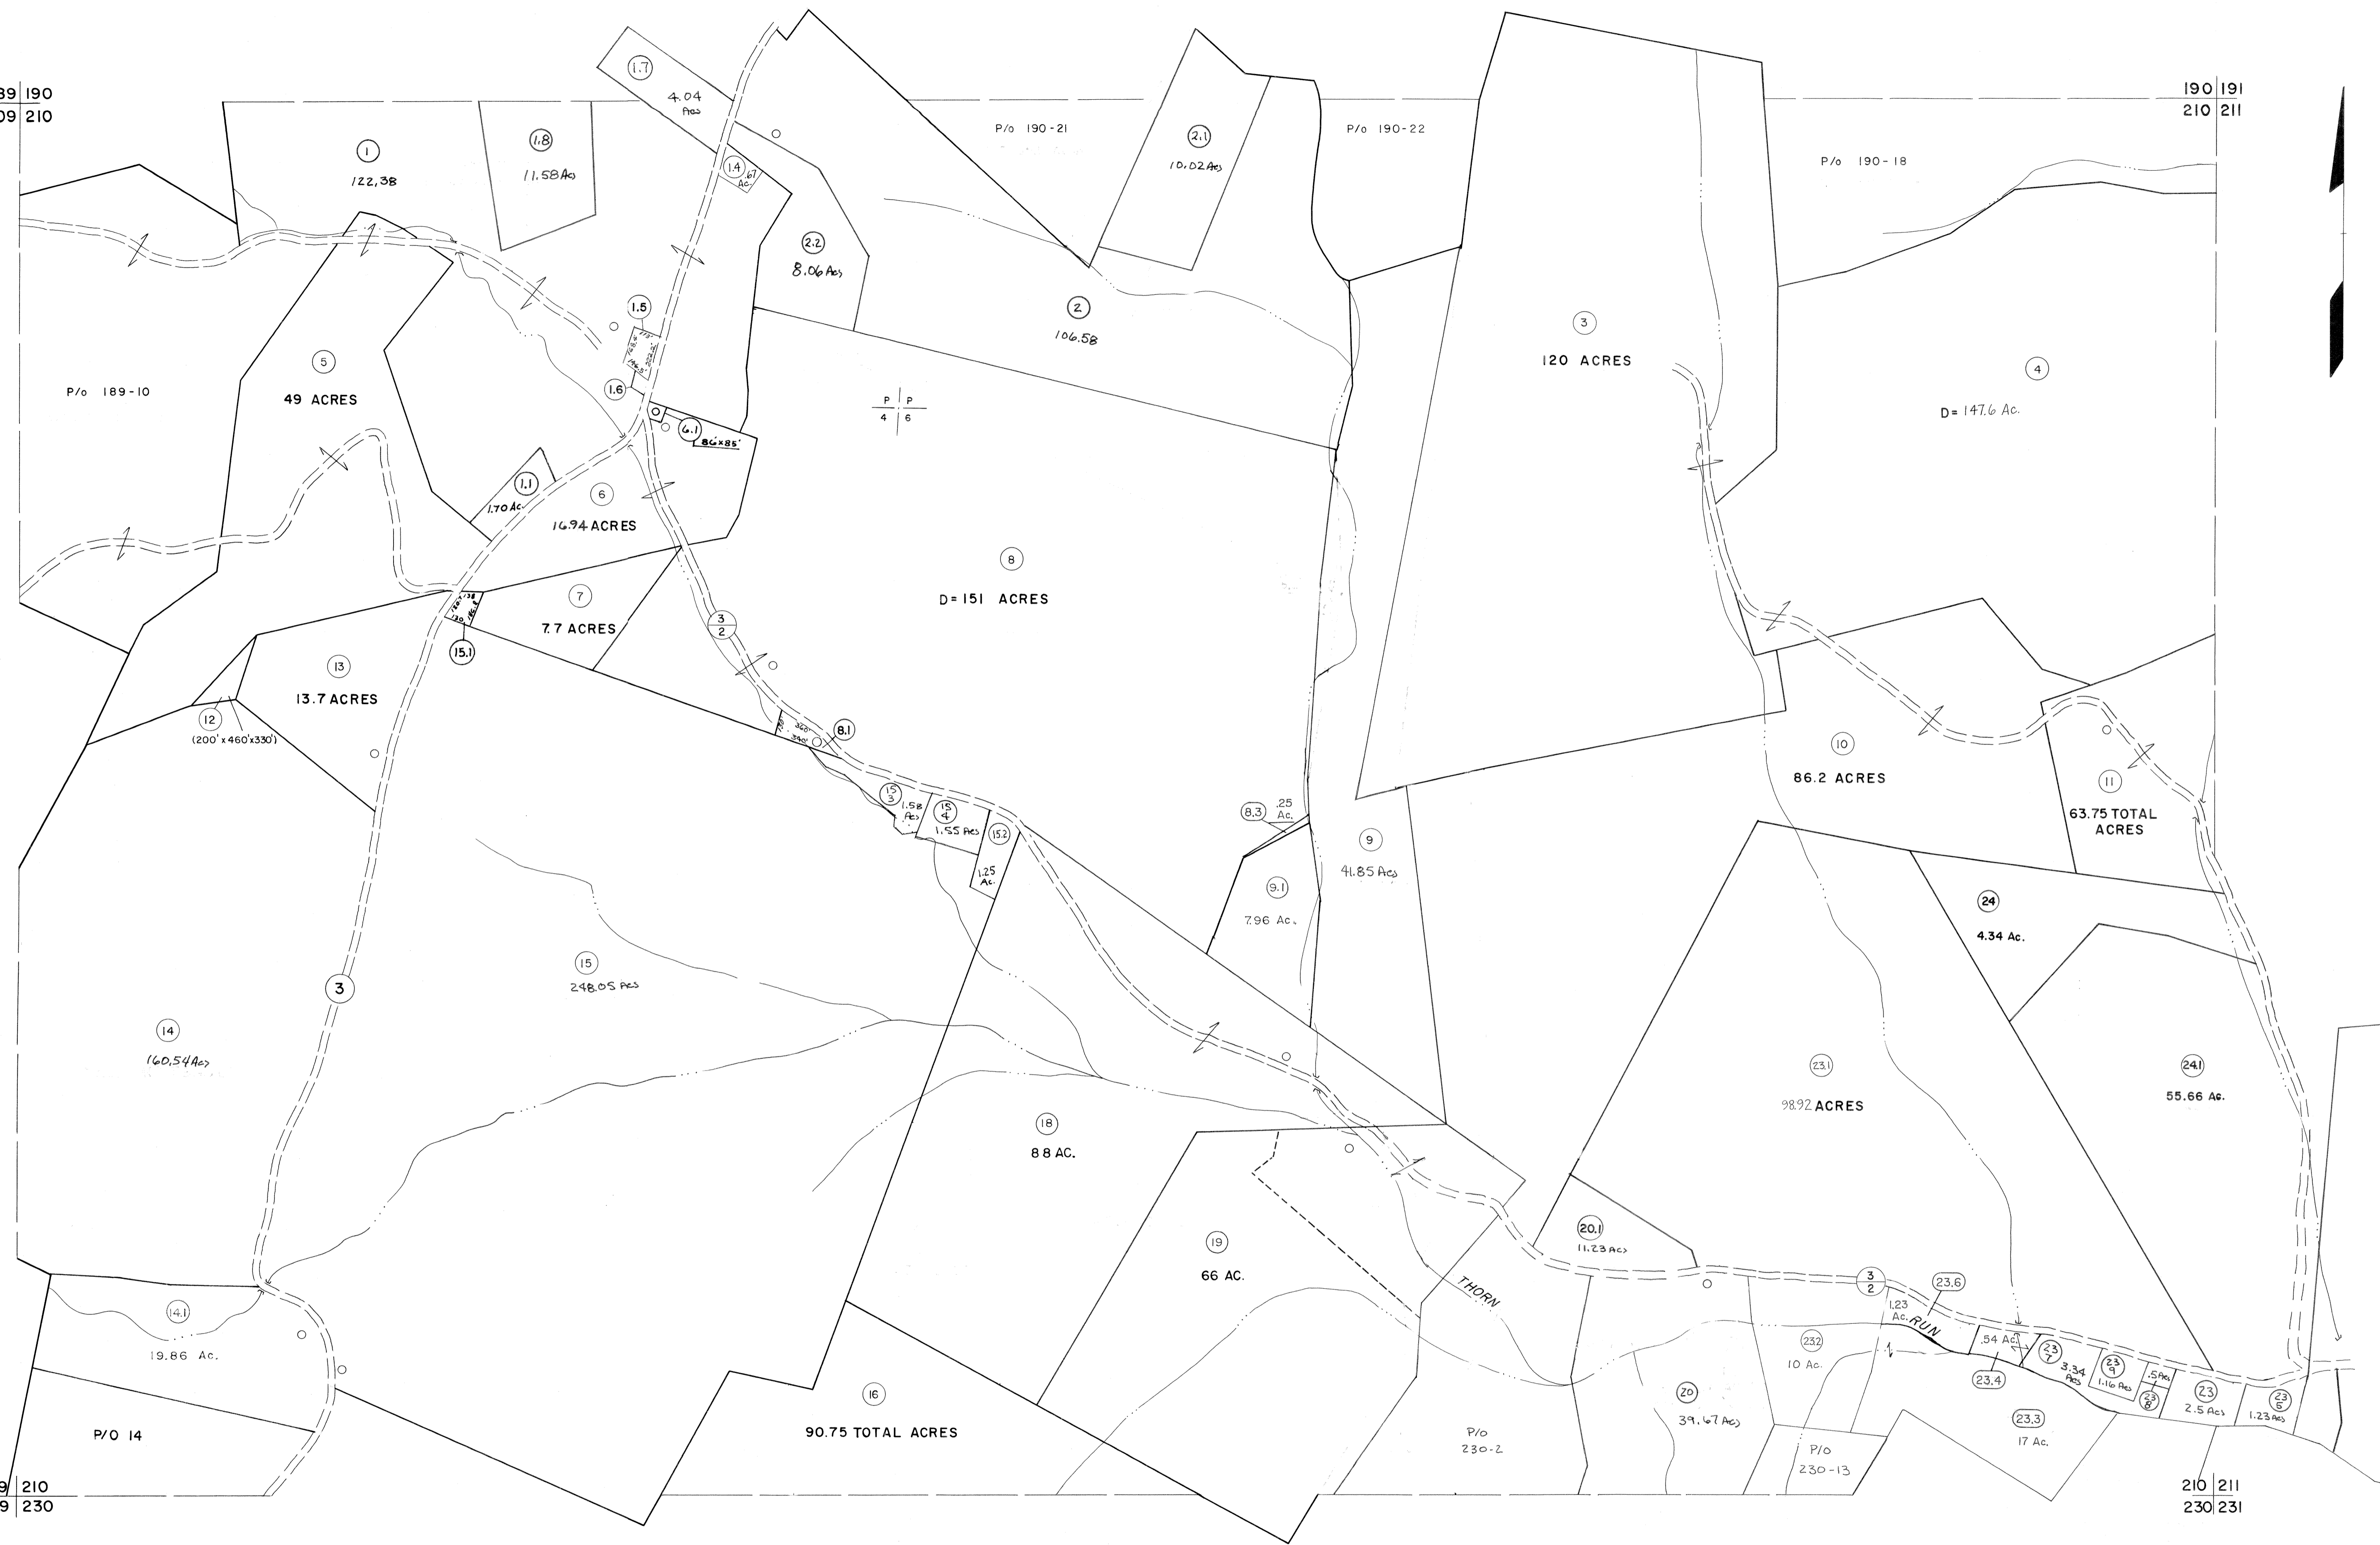 39 190
09 210
190 191
210 211
1.7
4.04
Acs
1
122.38
1.8
11.58 Acs
1.4
.67
Ac.
P/o 190-21
2.1
10.02 Acs
P/o 190-22
P/o 190-18
2.2
8.06 Acs
2
106.58
1.5
1.6
3
120 ACRES
4
D= 147.6 Ac.
P/o 189-10
5
49 ACRES
P P
4 6
6.1
86'x85'
1.1
1.70 Ac.
6
16.94 ACRES
8
D= 151 ACRES
7
7.7 ACRES
3
2
15.1
13
13.7 ACRES
12
(200' x 460'x330')
8.1
360'
340'
10
86.2 ACRES
11
63.75 TOTAL
ACRES
15
3
1.58
Acs
15
4
1.55 Acs
15.2
1.25
Ac.
8.3
.25
Ac.
9
41.85 Acs
9.1
7.96 Ac.
24
4.34 Ac.
3
15
248.05 Acs
14
160.54 Acs
23.1
98.92 ACRES
24.1
55.66 Ac.
18
88 AC.
19
66 AC.
20.1
11.23 Acs
THORN
RUN
3
2
23.6
1.23
Ac.
14.1
19.86 Ac.
23.2
10 Ac.
.54 Ac.
23.4
23
7
3.34
Acs
23
9
1.16 Acs
.5 Acs
23
8
23
2.5 Acs
23
5
1.23 Acs
16
90.75 TOTAL ACRES
20
39.67 Acs
23.3
17 Ac.
P/O 14
P/o
230-2
P/O
230-13
9 210
9 230
210 211
230 231